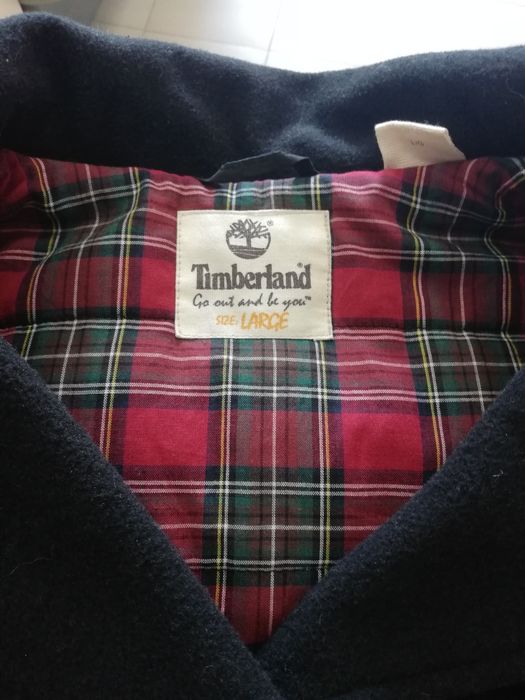 Timberland®
Go out and be you™
SIZE: LARGE